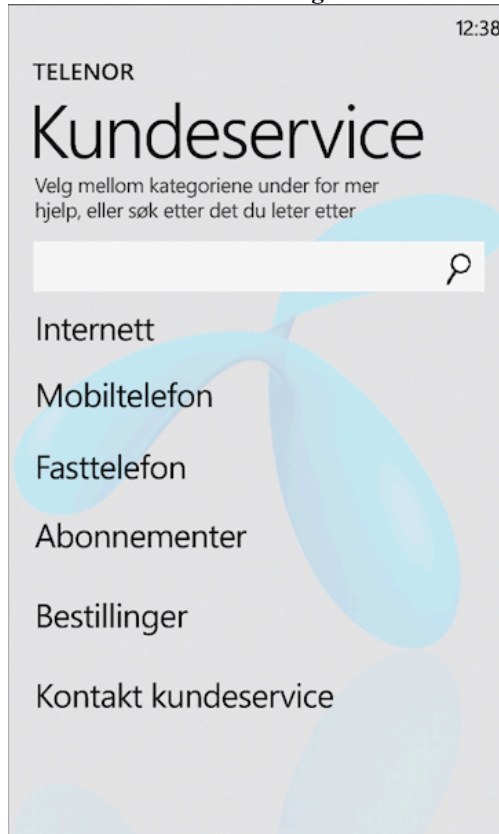 12:38
TELENOR
Kundeservice
Velg mellom kategoriene under for mer
hjelp, eller søk etter det du leter etter
Internett
Mobiltelefon
Fasttelefon
Abonnementer
Bestillinger
Kontakt kundeservice